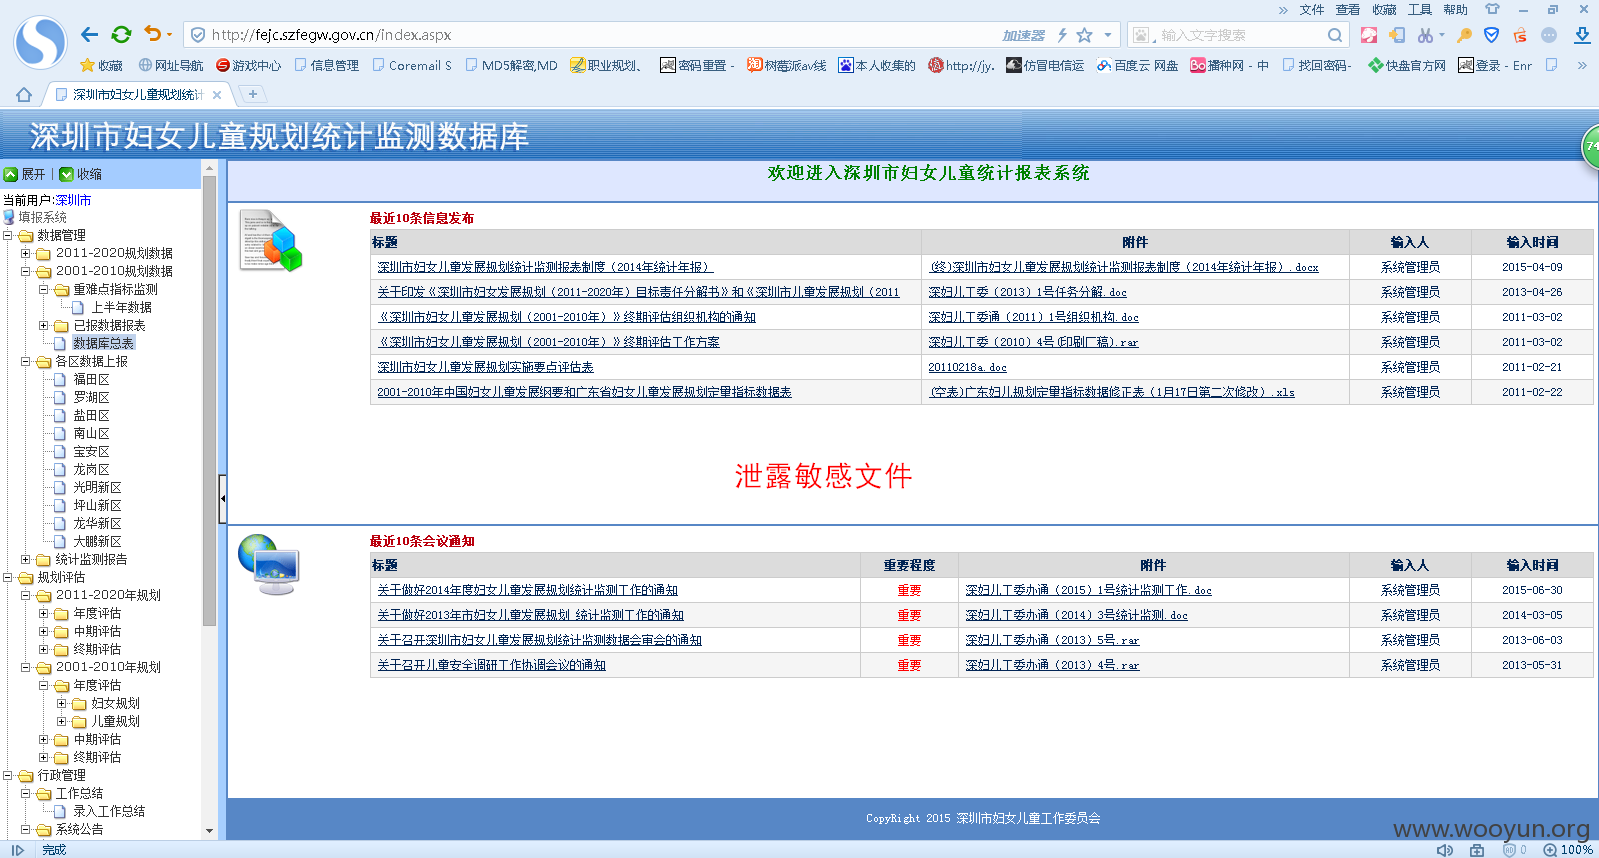 » 文件 查看 收藏 工具 帮助
http://fejc.szfegw.gov.cn/index.aspx 加速器 输入文字搜索
收藏 网址导航 游戏中心 信息管理 Coremail S MD5解密,MD 职业规划、 密码重置 - 树莓派av线 本人收集的 http://jy. 仿冒电信运 百度云 网盘 播种网 - 中 找回密码- 快盘官方网 登录 - Enr »
深圳市妇女儿童规划统计
深圳市妇女儿童规划统计监测数据库
74
展开 | 收缩
当前用户:深圳市
填报系统
数据管理
2011-2020规划数据
2001-2010规划数据
重难点指标监测
上半年数据
已报数据报表
数据库总表
各区数据上报
福田区
罗湖区
盐田区
南山区
宝安区
龙岗区
光明新区
坪山新区
龙华新区
大鹏新区
统计监测报告
规划评估
2011-2020年规划
年度评估
中期评估
终期评估
2001-2010年规划
年度评估
妇女规划
儿童规划
中期评估
终期评估
行政管理
工作总结
录入工作总结
系统公告
欢迎进入深圳市妇女儿童统计报表系统
最近10条信息发布
标题 附件 输入人 输入时间
深圳市妇女儿童发展规划统计监测报表制度（2014年统计年报） (终)深圳市妇女儿童发展规划统计监测报表制度（2014年统计年报）.docx 系统管理员 2015-04-09
关于印发《深圳市妇女发展规划（2011-2020年）目标责任分解书》和《深圳市儿童发展规划（2011 深妇儿工委（2013）1号任务分解.doc 系统管理员 2013-04-26
《深圳市妇女儿童发展规划（2001-2010年）》终期评估组织机构的通知 深妇儿工委通（2011）1号组织机构.doc 系统管理员 2011-03-02
《深圳市妇女儿童发展规划（2001-2010年）》终期评估工作方案 深妇儿工委（2010）4号(印刷厂稿).rar 系统管理员 2011-03-02
深圳市妇女儿童发展规划实施要点评估表 20110218a.doc 系统管理员 2011-02-21
2001-2010年中国妇女儿童发展纲要和广东省妇女儿童发展规划定量指标数据表 (空表)广东妇儿规划定量指标数据修正表（1月17日第二次修改）.xls 系统管理员 2011-02-22
泄露敏感文件
最近10条会议通知
标题 重要程度 附件 输入人 输入时间
关于做好2014年度妇女儿童发展规划统计监测工作的通知 重要 深妇儿工委办通（2015）1号统计监测工作.doc 系统管理员 2015-06-30
关于做好2013年市妇女儿童发展规划 统计监测工作的通知 重要 深妇儿工委办通（2014）3号统计监测.doc 系统管理员 2014-03-05
关于召开深圳市妇女儿童发展规划统计监测数据会审会的通知 重要 深妇儿工委办通（2013）5号.rar 系统管理员 2013-06-03
关于召开儿童安全调研工作协调会议的通知 重要 深妇儿工委办通（2013）4号.rar 系统管理员 2013-05-31
CopyRight 2015 深圳市妇女儿童工作委员会
www.wooyun.org
完成 0 100%